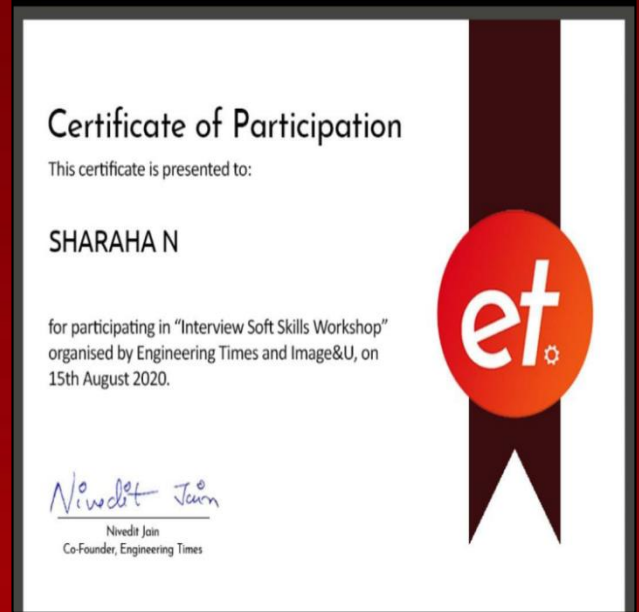 Certificate of Participation
This certificate is presented to:
SHARAHA N
for participating in “Interview Soft Skills Workshop”
organised by Engineering Times and Image&U, on
15th August 2020.
et.
Nivedit Jain
Nivedit Jain
Co-Founder, Engineering Times